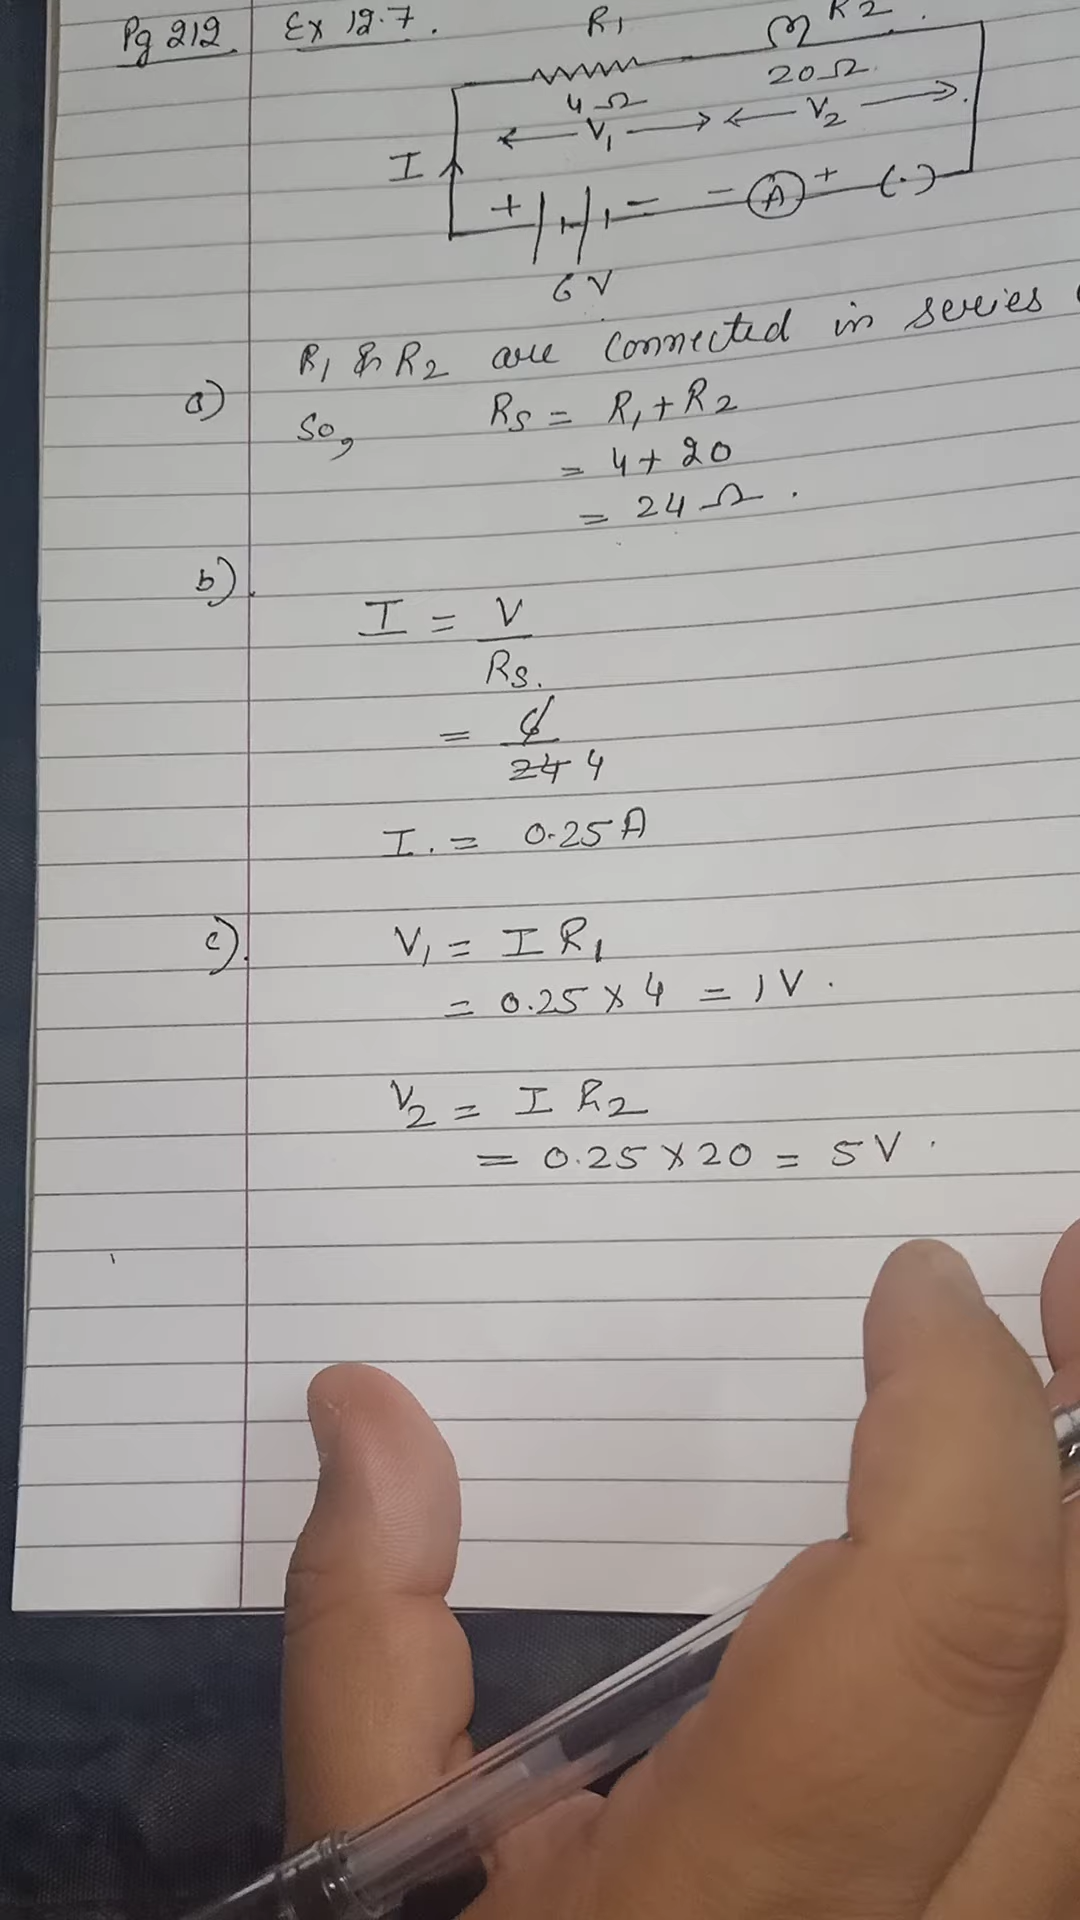 Pg 212. Ex 12.7.
R1 R2.
4Ω 20Ω.
V1 V2
I
+ = - A + (.)
6V
R1 & R2 are connected in series
a)
So, Rs = R1 + R2
= 4 + 20
= 24Ω.
b).
I = V
Rs.
= 6
24 4
I. = 0.25A
c). V1 = I R1
= 0.25 × 4 = 1V.
V2 = I R2
= 0.25 × 20 = 5V.